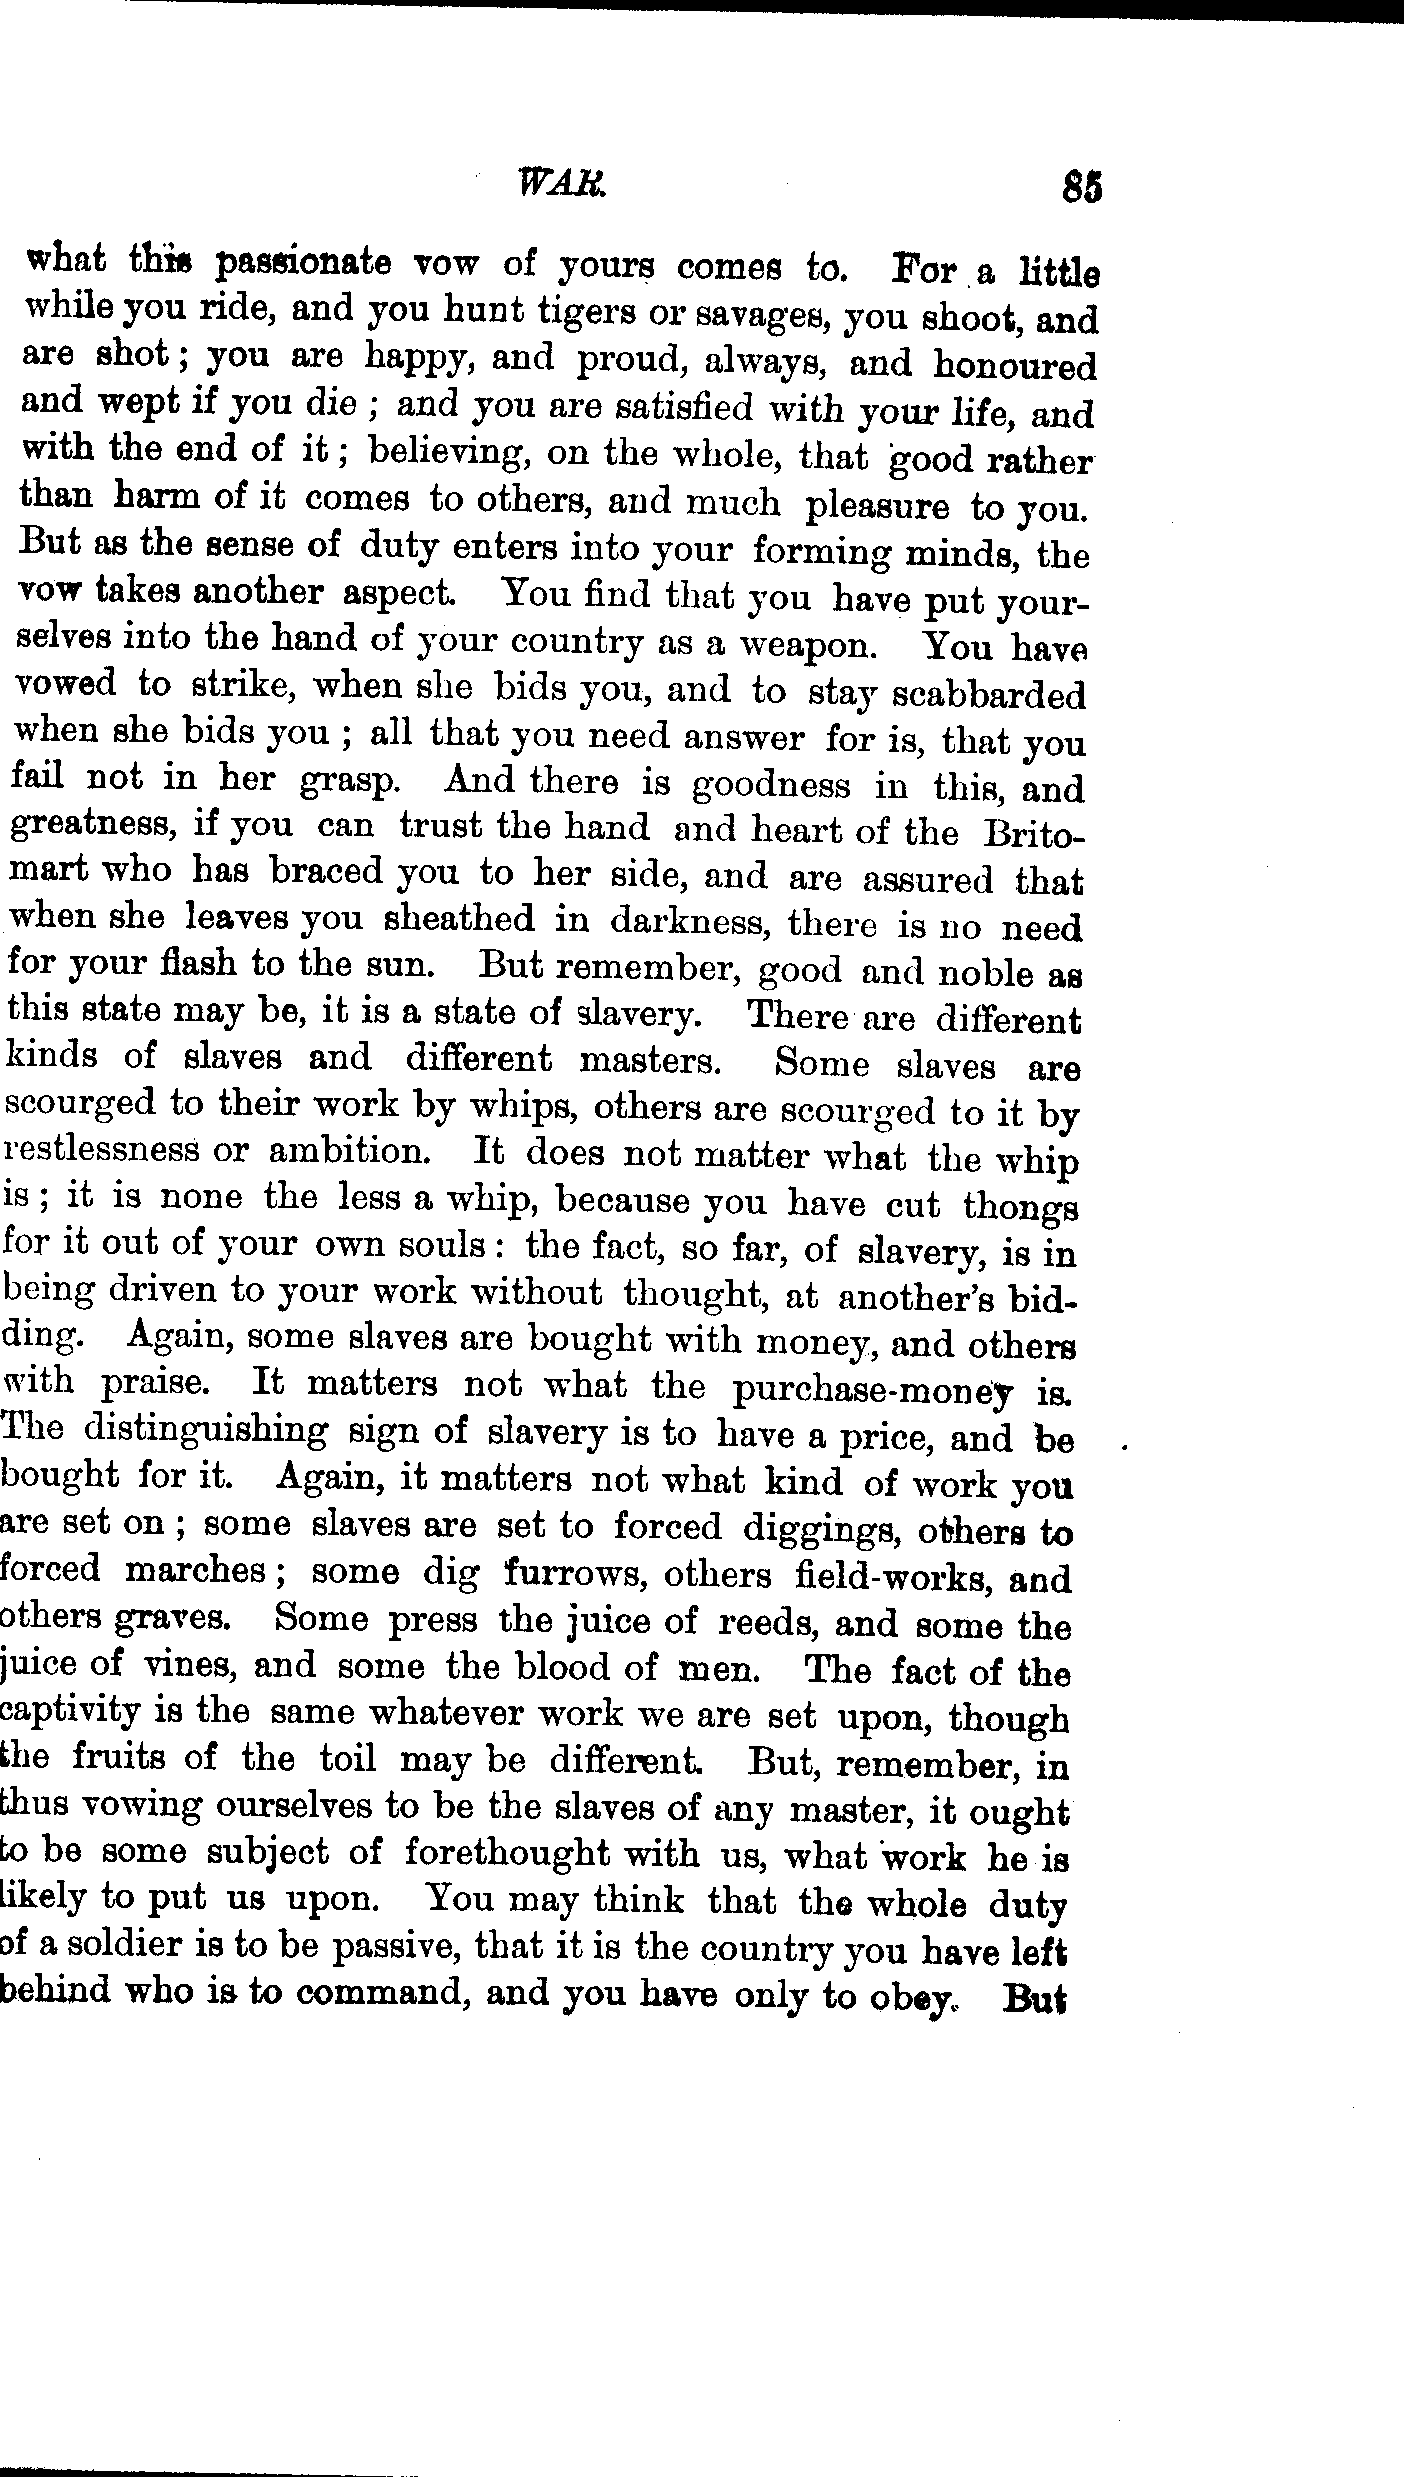 WAR. 85
what this passionate vow of yours comes to. For a little
while you ride, and you hunt tigers or savages, you shoot, and
are shot; you are happy, and proud, always, and honoured
and wept if you die; and you are satisfied with your life, and
with the end of it; believing, on the whole, that good rather
than harm of it comes to others, and much pleasure to you.
But as the sense of duty enters into your forming minds, the
vow takes another aspect. You find that you have put your-
selves into the hand of your country as a weapon. You have
vowed to strike, when she bids you, and to stay scabbarded
when she bids you; all that you need answer for is, that you
fail not in her grasp. And there is goodness in this, and
greatness, if you can trust the hand and heart of the Brito-
mart who has braced you to her side, and are assured that
when she leaves you sheathed in darkness, there is no need
for your flash to the sun. But remember, good and noble as
this state may be, it is a state of slavery. There are different
kinds of slaves and different masters. Some slaves are
scourged to their work by whips, others are scourged to it by
restlessness or ambition. It does not matter what the whip
is; it is none the less a whip, because you have cut thongs
for it out of your own souls: the fact, so far, of slavery, is in
being driven to your work without thought, at another's bid-
ding. Again, some slaves are bought with money, and others
with praise. It matters not what the purchase-money is.
The distinguishing sign of slavery is to have a price, and be
bought for it. Again, it matters not what kind of work you
are set on; some slaves are set to forced diggings, others to
forced marches; some dig furrows, others field-works, and
others graves. Some press the juice of reeds, and some the
juice of vines, and some the blood of men. The fact of the
captivity is the same whatever work we are set upon, though
the fruits of the toil may be different. But, remember, in
thus vowing ourselves to be the slaves of any master, it ought
to be some subject of forethought with us, what work he is
likely to put us upon. You may think that the whole duty
of a soldier is to be passive, that it is the country you have left
behind who is to command, and you have only to obey. But